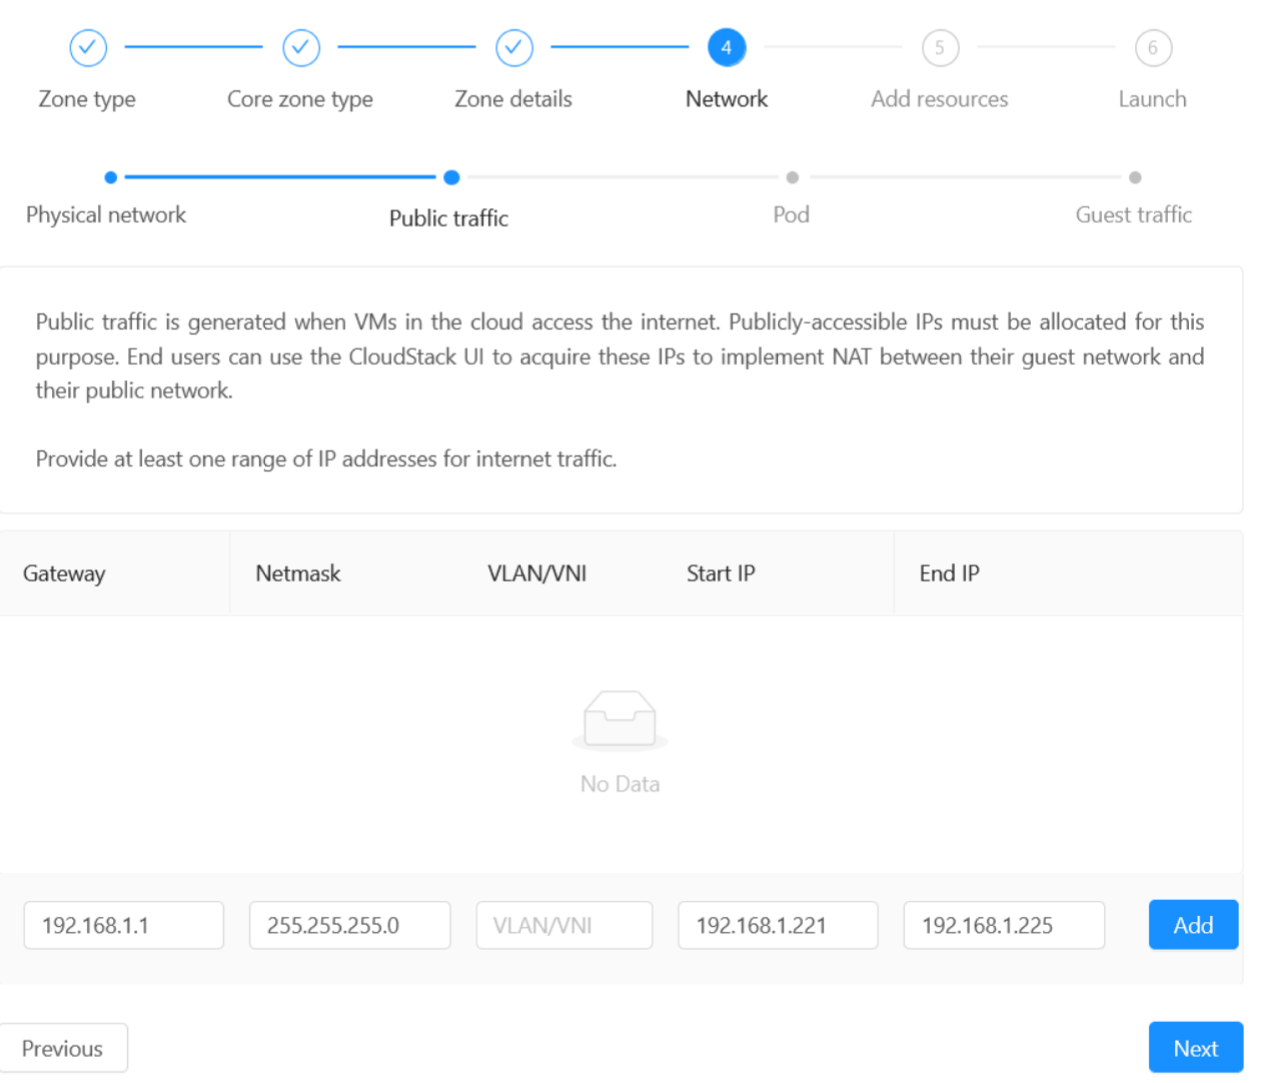 4
5
6
Zone type
Core zone type
Zone details
Network
Add resources
Launch
Physical network
Public traffic
Pod
Guest traffic
Public traffic is generated when VMs in the cloud access the internet. Publicly-accessible IPs must be allocated for this
purpose. End users can use the CloudStack UI to acquire these IPs to implement NAT between their guest network and
their public network.
Provide at least one range of IP addresses for internet traffic.
Gateway
Netmask
VLAN/VNI
Start IP
End IP
No Data
192.168.1.1
255.255.255.0
VLAN/VNI
192.168.1.221
192.168.1.225
Add
Previous
Next